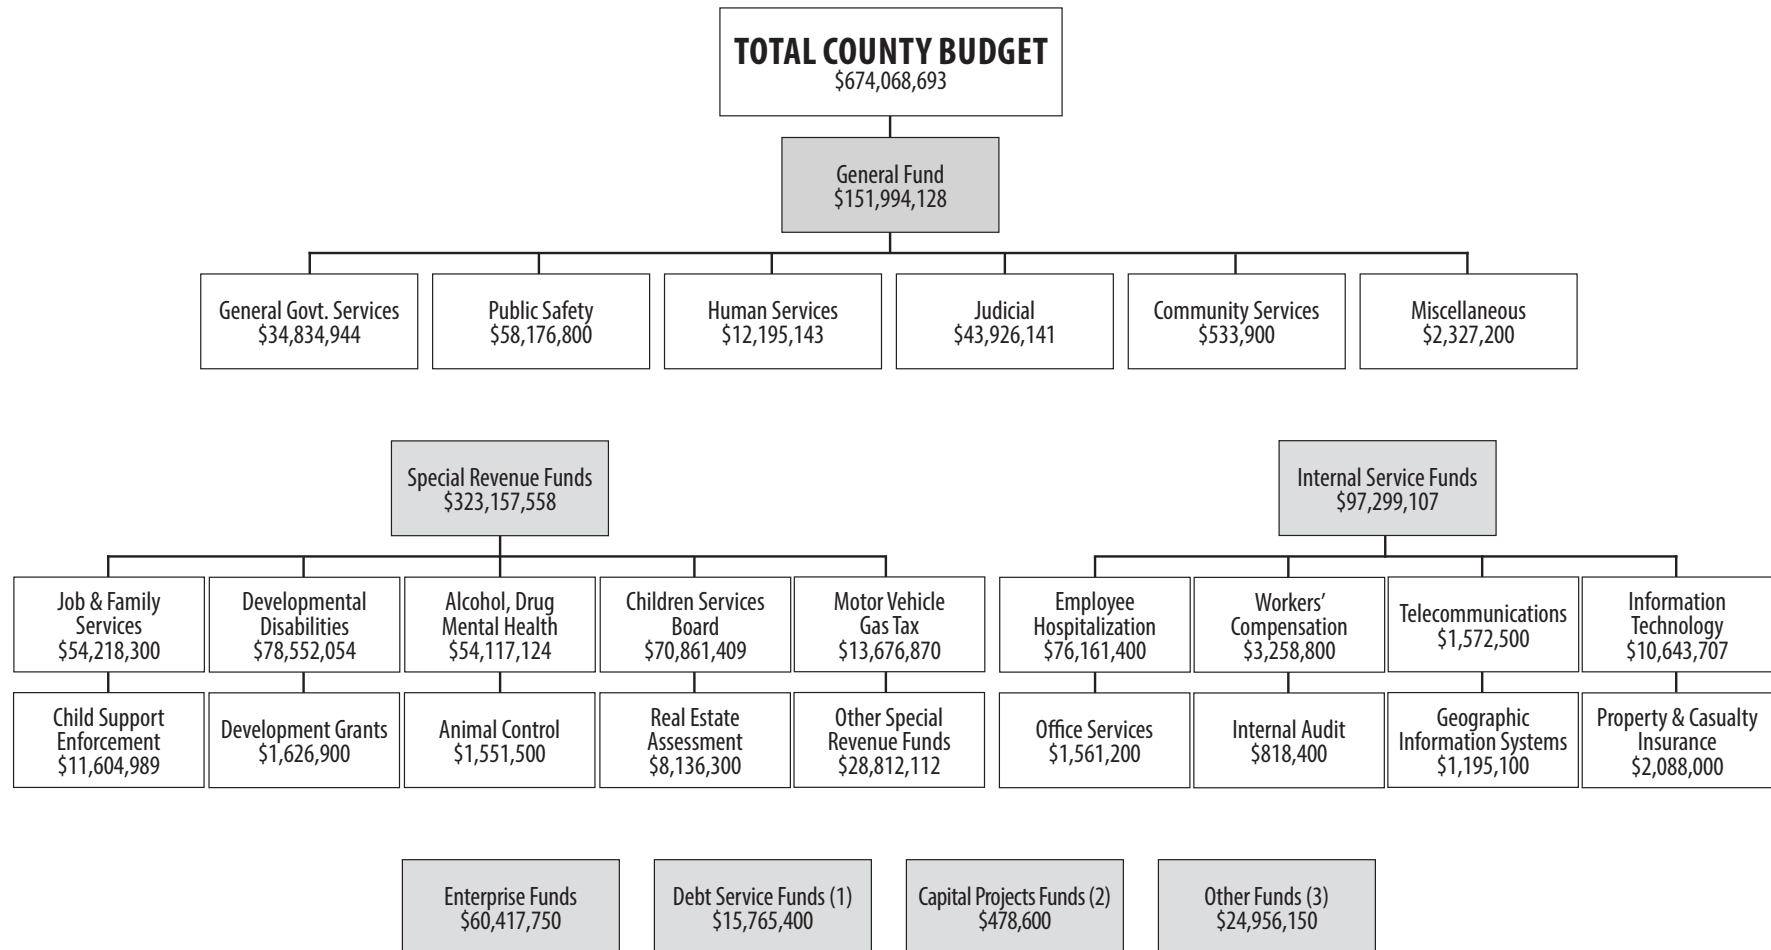 TOTAL COUNTY BUDGET
$674,068,693
General Fund
$151,994,128
General Govt. Services
$34,834,944
Public Safety
$58,176,800
Human Services
$12,195,143
Judicial
$43,926,141
Community Services
$533,900
Miscellaneous
$2,327,200
Special Revenue Funds
$323,157,558
Internal Service Funds
$97,299,107
Job & Family
Services
$54,218,300
Developmental
Disabilities
$78,552,054
Alcohol, Drug
Mental Health
$54,117,124
Children Services
Board
$70,861,409
Motor Vehicle
Gas Tax
$13,676,870
Employee
Hospitalization
$76,161,400
Workers’
Compensation
$3,258,800
Telecommunications
$1,572,500
Information
Technology
$10,643,707
Child Support
Enforcement
$11,604,989
Development Grants
$1,626,900
Animal Control
$1,551,500
Real Estate
Assessment
$8,136,300
Other Special
Revenue Funds
$28,812,112
Office Services
$1,561,200
Internal Audit
$818,400
Geographic
Information Systems
$1,195,100
Property & Casualty
Insurance
$2,088,000
Enterprise Funds
$60,417,750
Debt Service Funds (1)
$15,765,400
Capital Projects Funds (2)
$478,600
Other Funds (3)
$24,956,150